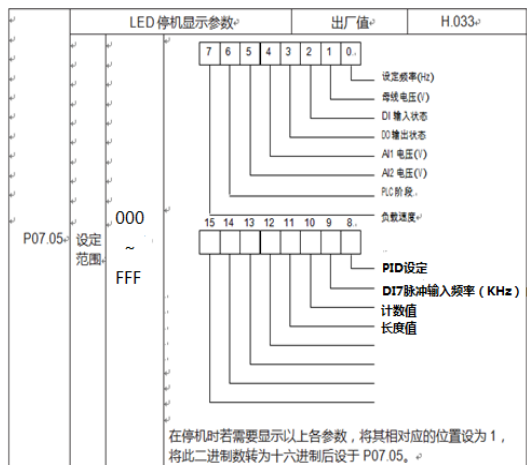 LED 停机显示参数 出厂值 H.033
7 6 5 4 3 2 1 0
设定频率(Hz)
母线电压(V)
DI 输入状态
DO 输出状态
AI1 电压(V)
AI2 电压(V)
PLC 阶段
负载速度
P07.05
设定
范围
000
~
FFF
15 14 13 12 11 10 9 8
PID设定
DI7脉冲输入频率（KHz）
计数值
长度值
在停机时若需要显示以上各参数，将其相对应的位置设为 1，
将此二进制数转为十六进制后设于 P07.05。